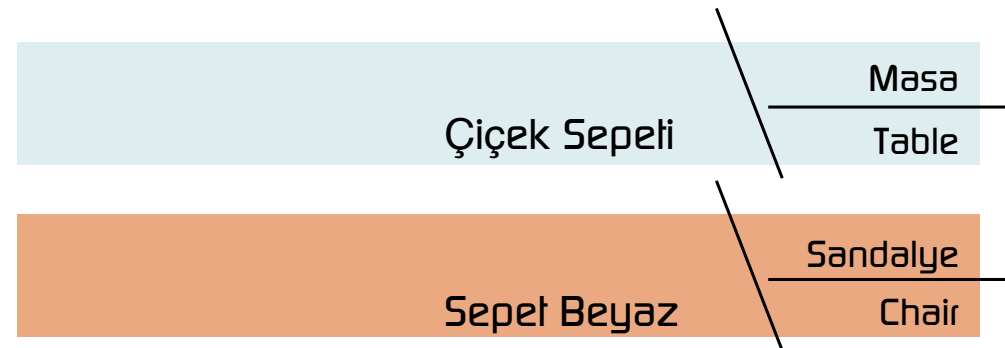 Masa
Çiçek Sepeti
Table
Sandalye
Sepet Beyaz
Chair